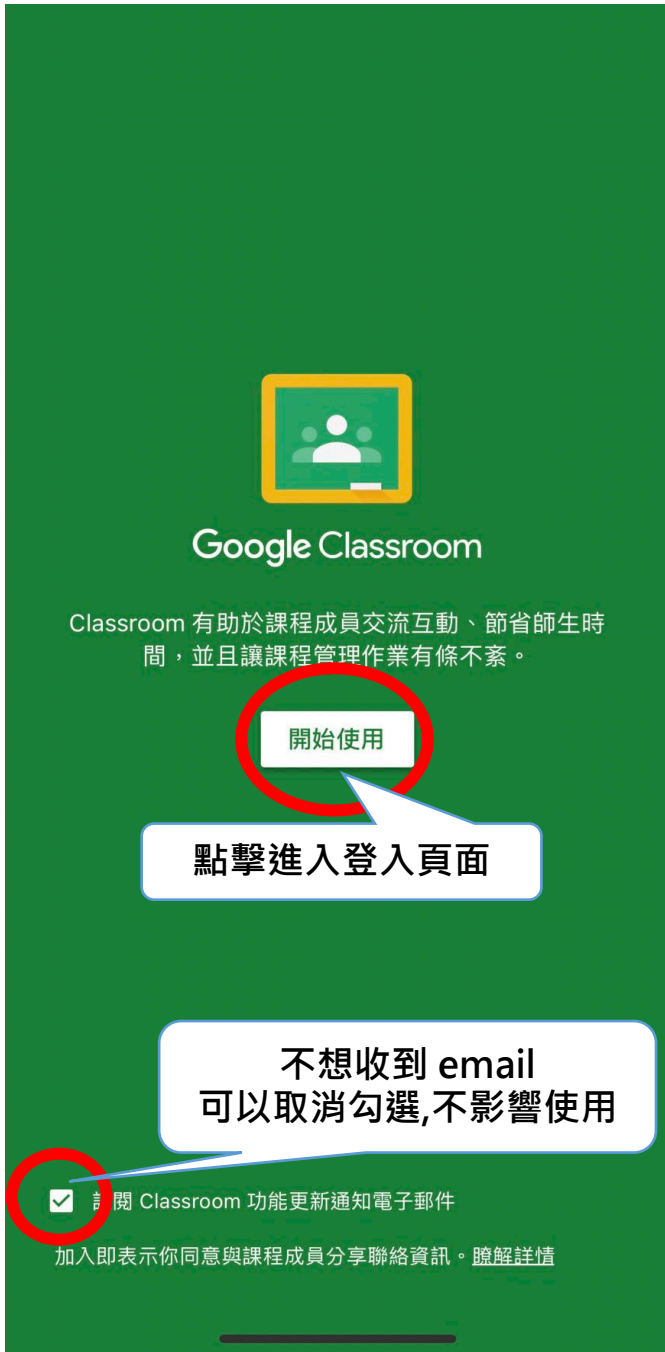 Google Classroom
Classroom 有助於課程成員交流互動、節省師生時
間，並且讓課程管理作業有條不紊。
開始使用
點擊進入登入頁面
不想收到 email
可以取消勾選,不影響使用
訂閱 Classroom 功能更新通知電子郵件
加入即表示你同意與課程成員分享聯絡資訊。瞭解詳情